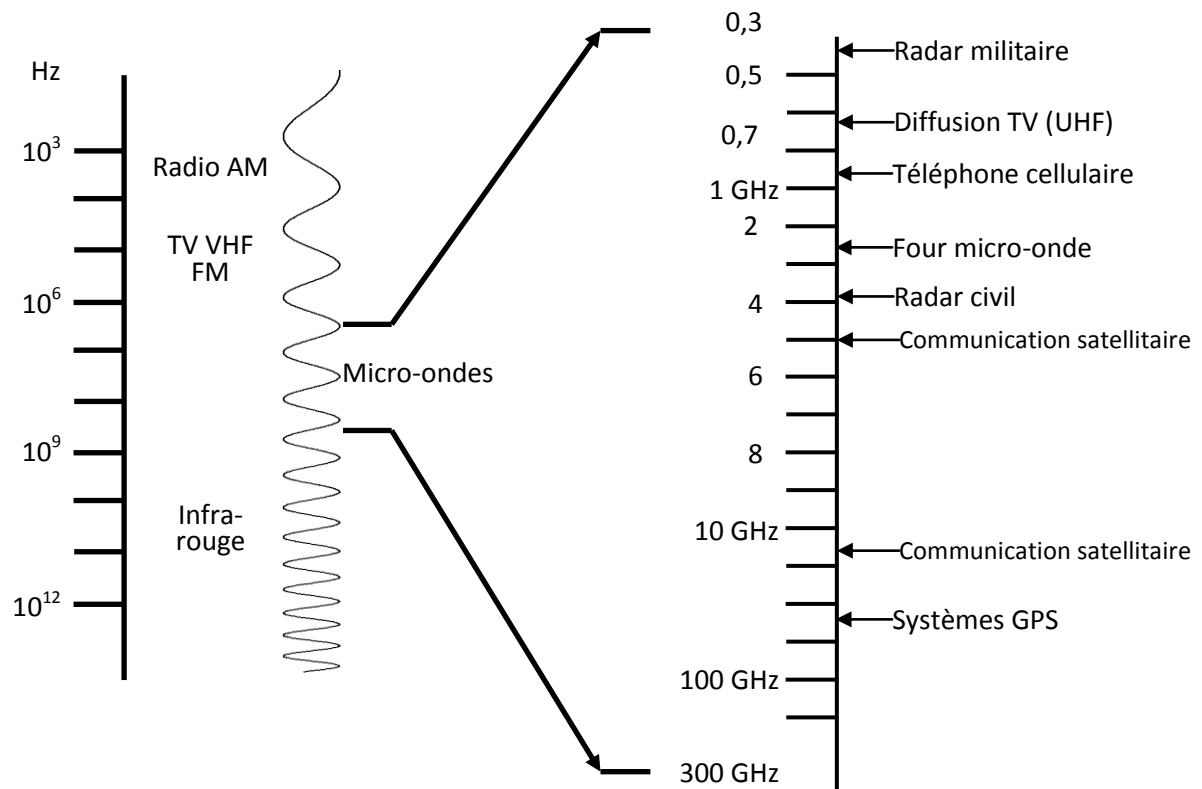 Hz
10³
10⁶
10⁹
10¹²
Radio AM
TV VHF
FM
Micro-ondes
Infra-
rouge
0,3
0,5
0,7
1 GHz
2
4
6
8
10 GHz
100 GHz
300 GHz
Radar militaire
Diffusion TV (UHF)
Téléphone cellulaire
Four micro-onde
Radar civil
Communication satellitaire
Communication satellitaire
Systèmes GPS